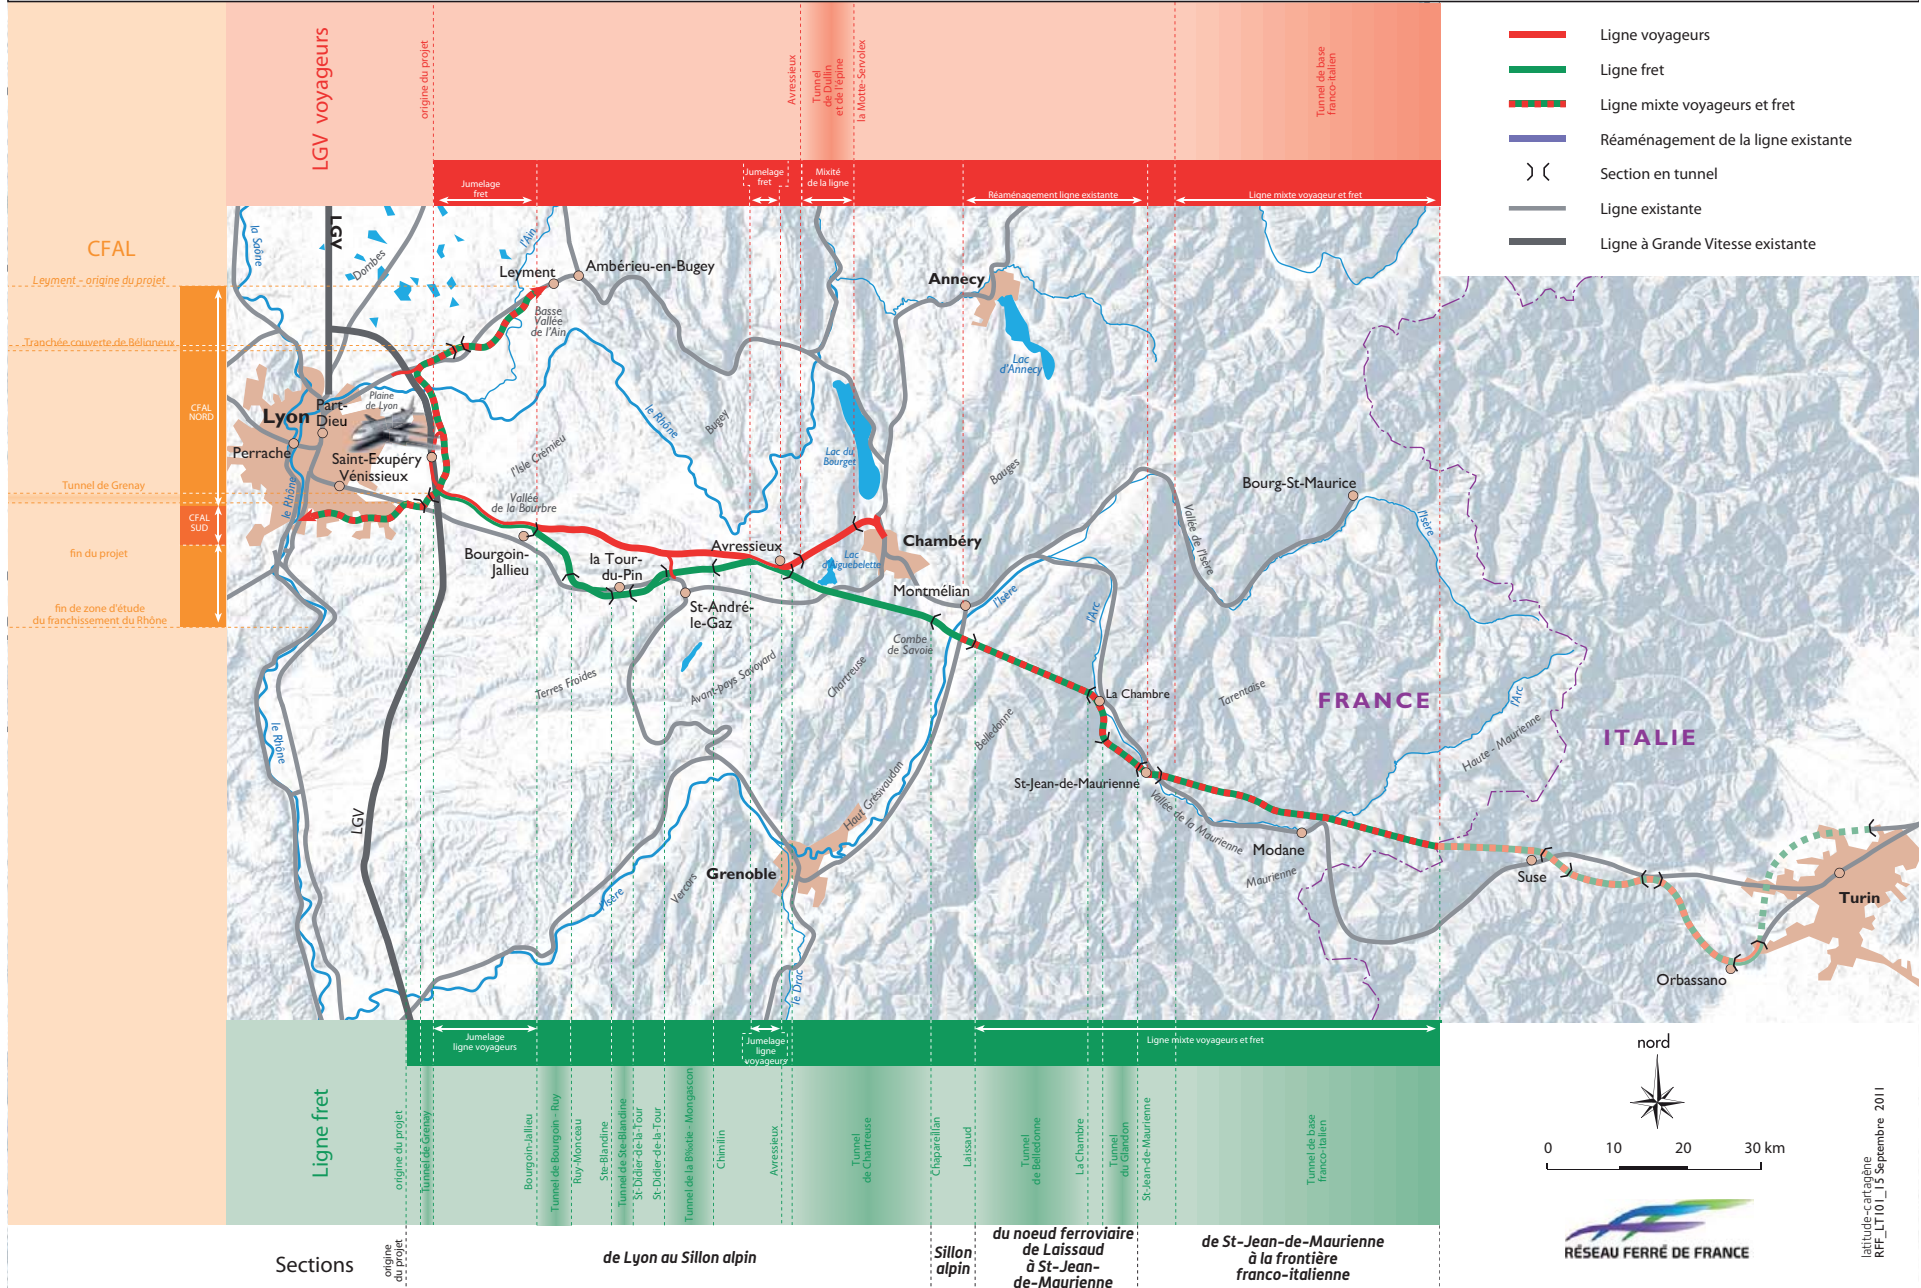 LGV voyageurs
origine du projet
Avressieux
Tunnel
de Dullin
et de l'épine
la Motte-Servolex
Tunnel de base
franco-italien
Jumelage
fret
Jumelage
fret
Mixité
de la ligne
Réaménagement ligne existante
Ligne mixte voyageur et fret
Ligne voyageurs
Ligne fret
Ligne mixte voyageurs et fret
Réaménagement de la ligne existante
Section en tunnel
Ligne existante
Ligne à Grande Vitesse existante
CFAL
Leyment - origine du projet
Tranchée couverte de Béligneux
CFAL
NORD
Tunnel de Grenay
CFAL
SUD
fin du projet
fin de zone d'étude
du franchissement du Rhône
la Saône
LGV
Dombes
l'Ain
Leyment
Ambérieu-en-Bugey
Basse
Vallée
de l'Ain
Annecy
Lac
d'Annecy
Lyon
Part-
Dieu
Plaine
de Lyon
Perrache
Saint-Exupéry
Vénissieux
le Rhône
l'Isle Crémieu
le Rhône
Bugey
Lac du
Bourget
Bauges
Vallée
de la Bourbre
Bourg-St-Maurice
Vallée de l'Isère
l'Isère
Bourgoin-
Jallieu
la Tour-
du-Pin
Avressieux
Lac
d'Aiguebelette
Chambéry
Montmélian
l'Isère
l'Arc
St-André-
le-Gaz
Combe
de Savoie
Terres Froides
Avant-pays Savoyard
Chartreuse
La Chambre
Tarentaise
FRANCE
l'Arc
ITALIE
le Rhône
Belledonne
Haute - Maurienne
LGV
Haut Grésivaudan
St-Jean-de-Maurienne
Vallée de la Maurienne
Modane
Maurienne
Grenoble
Vercors
l'Isère
le Drac
Suse
Turin
Orbassano
Jumelage
ligne voyageurs
Jumelage
ligne
voyageurs
Ligne mixte voyageurs et fret
Ligne fret
origine du projet
Tunnel de Grenay
Bourgoin-Jallieu
Tunnel de Bourgoin - Ruy
Ruy-Monceau
Ste-Blandine
Tunnel de Ste-Blandine
St-Didier-de-la-Tour
St-Didier-de-la-Tour
Tunnel de la B‰tie - Mongascon
Chimilin
Avressieux
Tunnel
de Chartreuse
Chapareillan
Laissaud
Tunnel
de Belledonne
La Chambre
Tunnel
du Glandon
St-Jean-de-Maurienne
Tunnel de base
franco-italien
Sections
origine
du projet
de Lyon au Sillon alpin
Sillon
alpin
du noeud ferroviaire
de Laissaud
à St-Jean-
de-Maurienne
de St-Jean-de-Maurienne
à la frontière
franco-italienne
nord
0 10 20 30 km
RÉSEAU FERRÉ DE FRANCE
latitude-cartagène
RFF_LT101_15 Septembre 2011